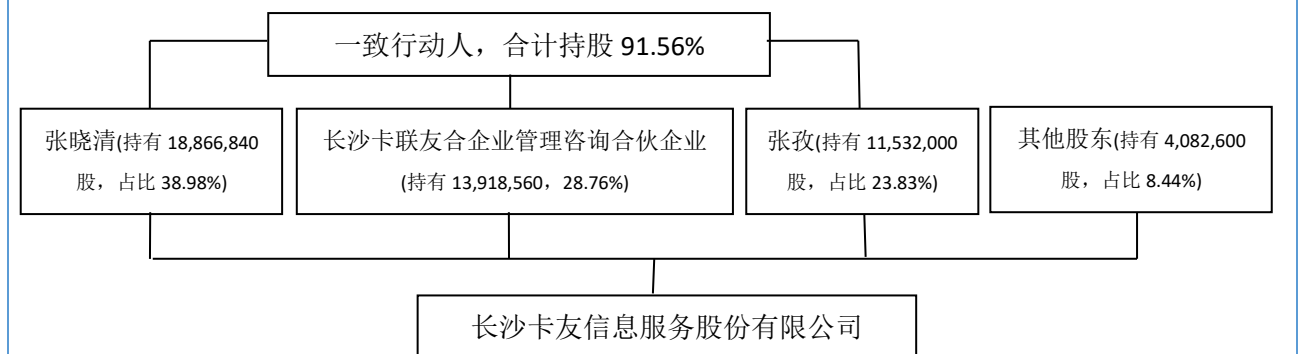 一致行动人，合计持股 91.56%
张晓清(持有 18,866,840
股，占比 38.98%)
长沙卡联友合企业管理咨询合伙企业
(持有 13,918,560，28.76%)
张孜(持有 11,532,000
股，占比 23.83%)
其他股东(持有 4,082,600
股，占比 8.44%)
长沙卡友信息服务股份有限公司